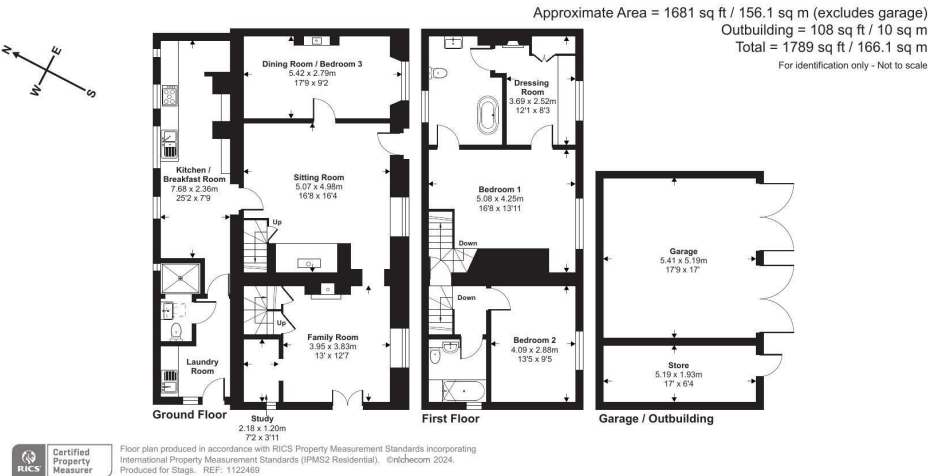 Approximate Area = 1681 sq ft / 156.1 sq m (excludes garage)
Outbuilding = 108 sq ft / 10 sq m
Total = 1789 sq ft / 166.1 sq m
For identification only - Not to scale
N
E
W
S
Dining Room / Bedroom 3
5.42 x 2.79m
17'9 x 9'2
Kitchen /
Breakfast Room
7.68 x 2.36m
25'2 x 7'9
Sitting Room
5.07 x 4.98m
16'8 x 16'4
Up
Up
Family Room
3.95 x 3.83m
13' x 12'7
Laundry
Room
Study
2.18 x 1.20m
7'2 x 3'11
Ground Floor
Dressing
Room
3.69 x 2.52m
12'1 x 8'3
Bedroom 1
5.08 x 4.25m
16'8 x 13'11
Down
Down
Bedroom 2
4.09 x 2.88m
13'5 x 9'5
First Floor
Garage
5.41 x 5.19m
17'9 x 17'
Store
5.19 x 1.93m
17' x 6'4
Garage / Outbuilding
RICS
Certified
Property
Measurer
Floor plan produced in accordance with RICS Property Measurement Standards incorporating
International Property Measurement Standards (IPMS2 Residential). ©ntchecom 2024.
Produced for Stags. REF: 1122469